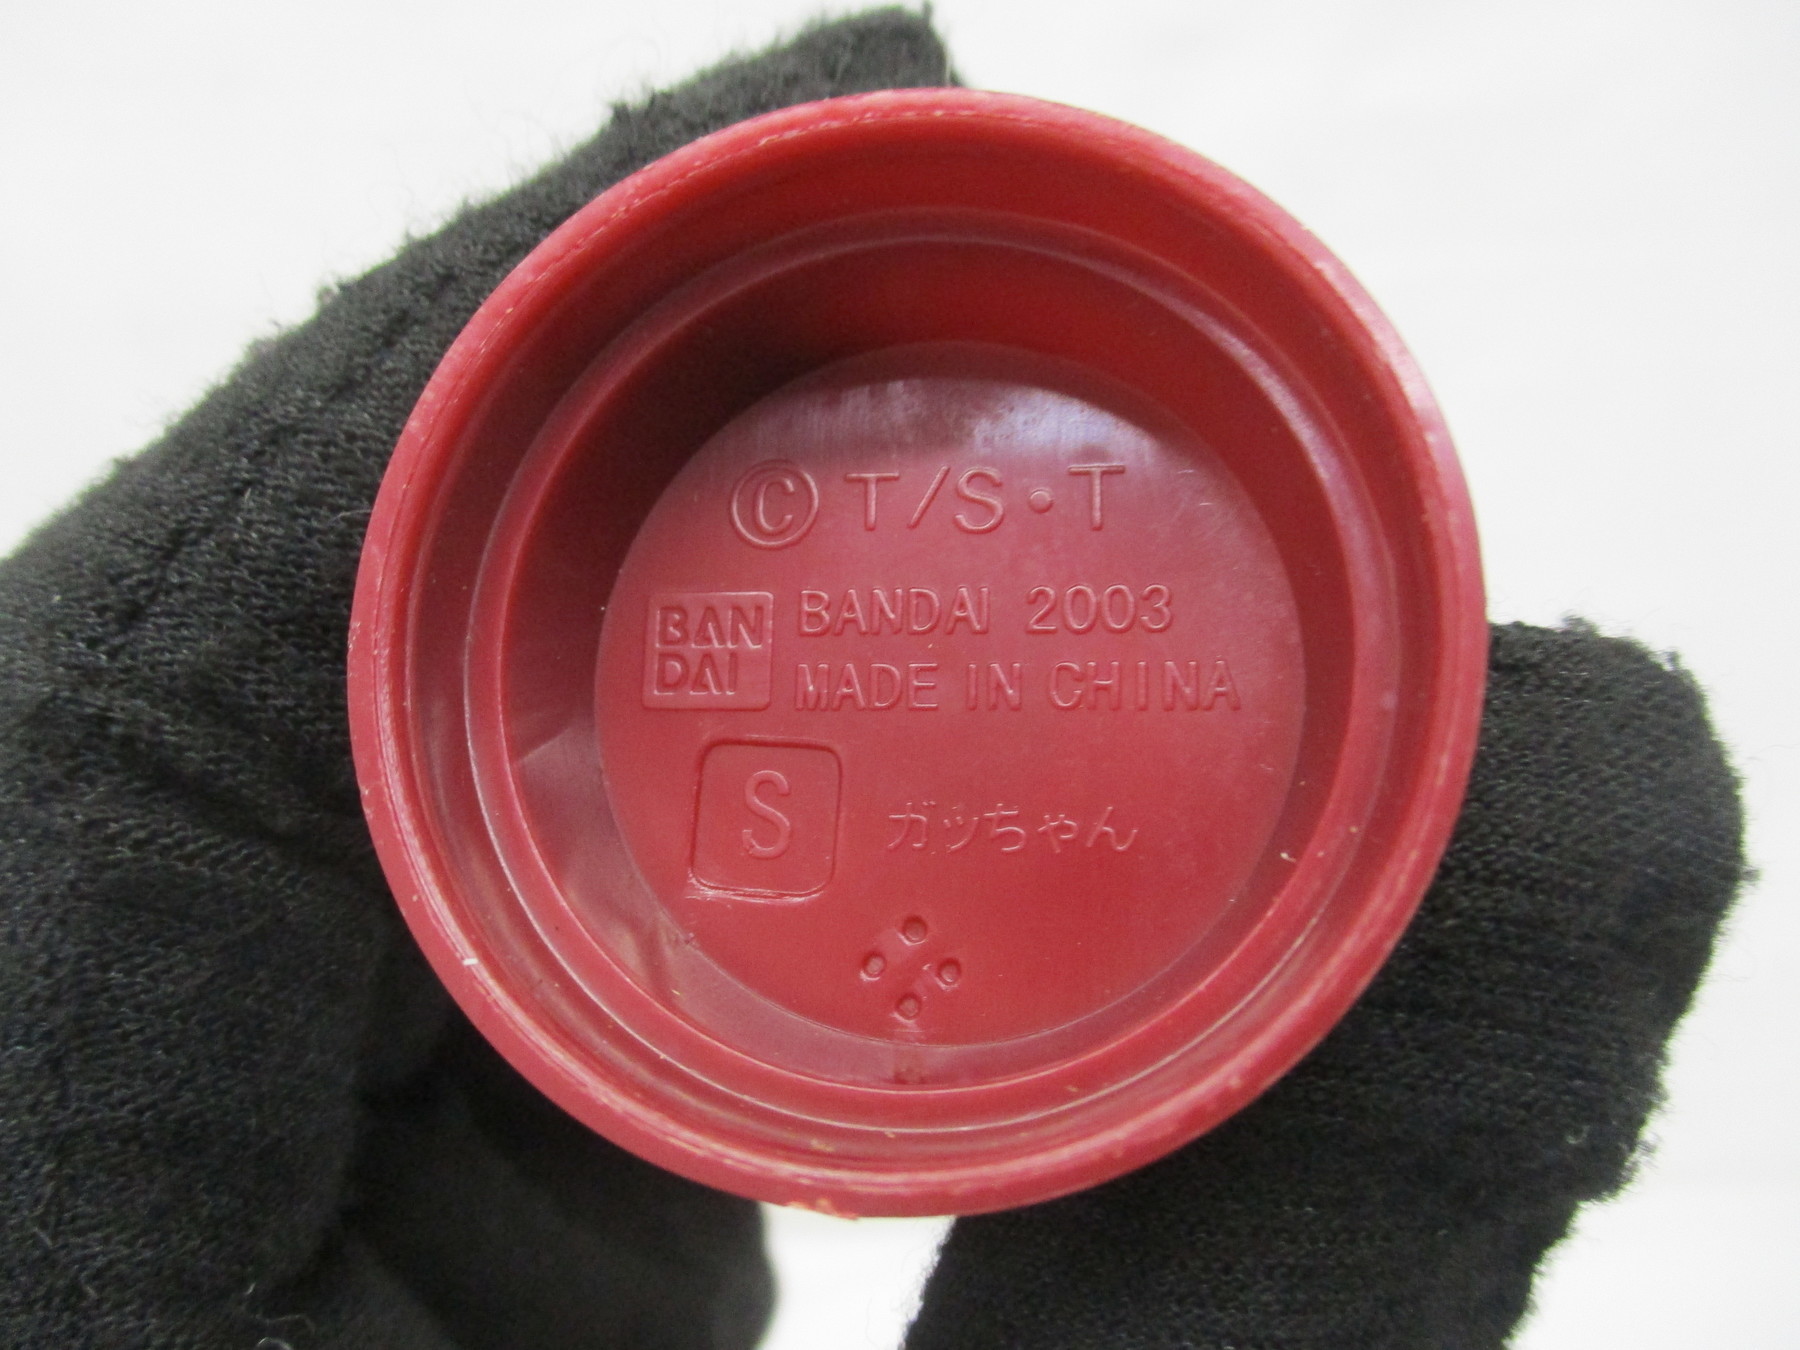 © T/S・T
BAN
DAI
BANDAI 2003
MADE IN CHINA
S
ガッちゃん